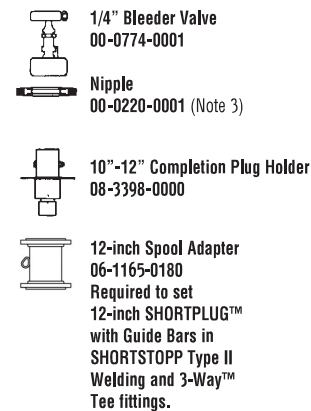 1/4” Bleeder Valve
00-0774-0001
Nipple
00-0220-0001 (Note 3)
10”-12” Completion Plug Holder
08-3398-0000
12-inch Spool Adapter
06-1165-0180
Required to set
12-inch SHORTPLUG™
with Guide Bars in
SHORTSTOPP Type II
Welding and 3-Way™
Tee fittings.